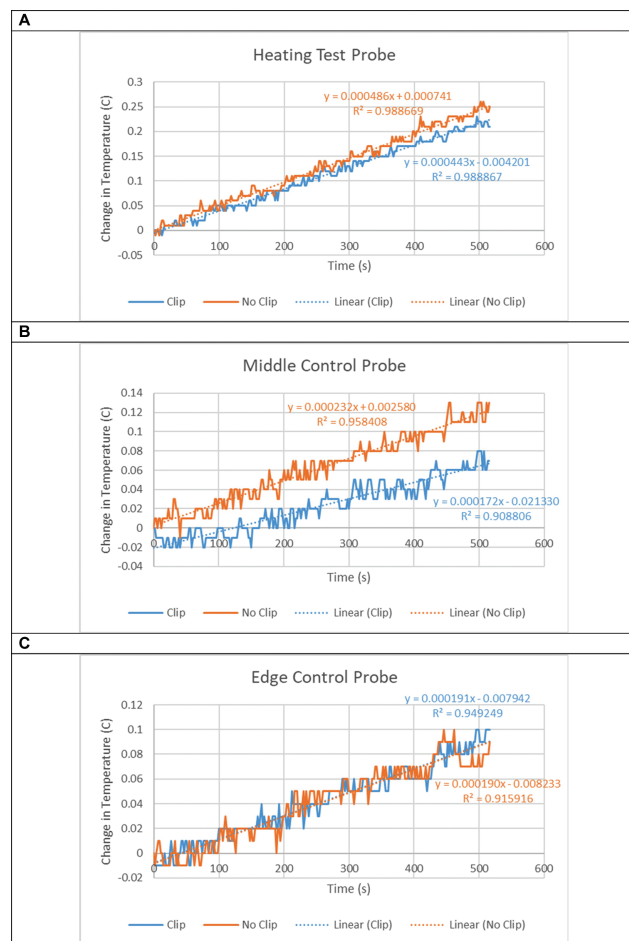 A
Heating Test Probe
Change in Temperature (C)
0.3
0.25
0.2
0.15
0.1
0.05
0
-0.05
y = 0.000486x + 0.000741
R² = 0.988669
y = 0.000443x - 0.004201
R² = 0.988867
0 100 200 300 400 500 600
Time (s)
Clip No Clip Linear (Clip) Linear (No Clip)
B
Middle Control Probe
Change in Temperature (C)
0.14
0.12
0.1
0.08
0.06
0.04
0.02
0
-0.02
-0.04
y = 0.000232x + 0.002580
R² = 0.958408
y = 0.000172x - 0.021330
R² = 0.908806
0 100 200 300 400 500 600
Time (s)
Clip No Clip Linear (Clip) Linear (No Clip)
C
Edge Control Probe
Change in Temperature (C)
0.12
0.1
0.08
0.06
0.04
0.02
0
-0.02
y = 0.000191x - 0.007942
R² = 0.949249
y = 0.000190x - 0.008233
R² = 0.915916
0 100 200 300 400 500 600
Time (s)
Clip No Clip Linear (Clip) Linear (No Clip)